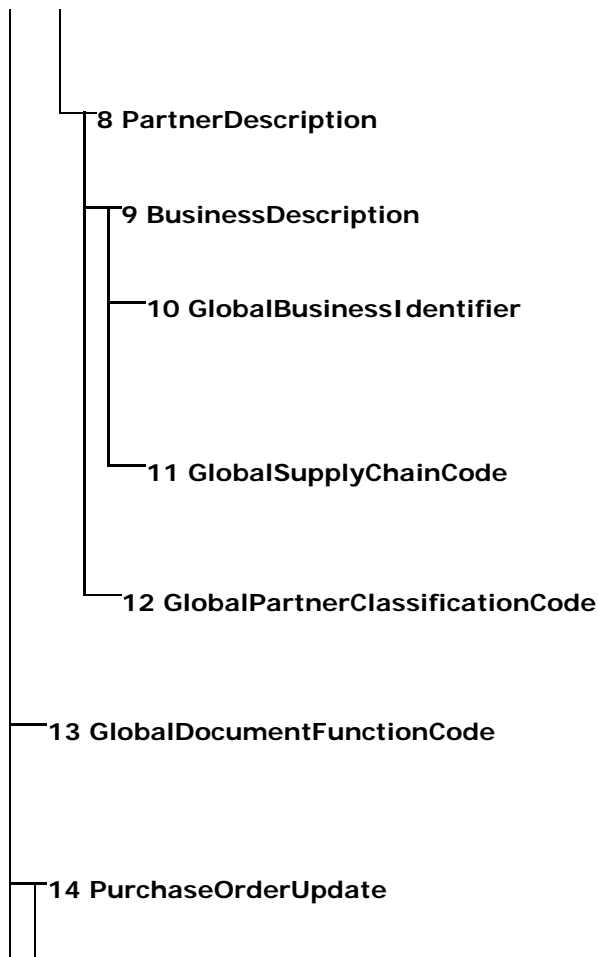 8 PartnerDescription
9 BusinessDescription
10 GlobalBusinessIdentifier
11 GlobalSupplyChainCode
12 GlobalPartnerClassificationCode
13 GlobalDocumentFunctionCode
14 PurchaseOrderUpdate